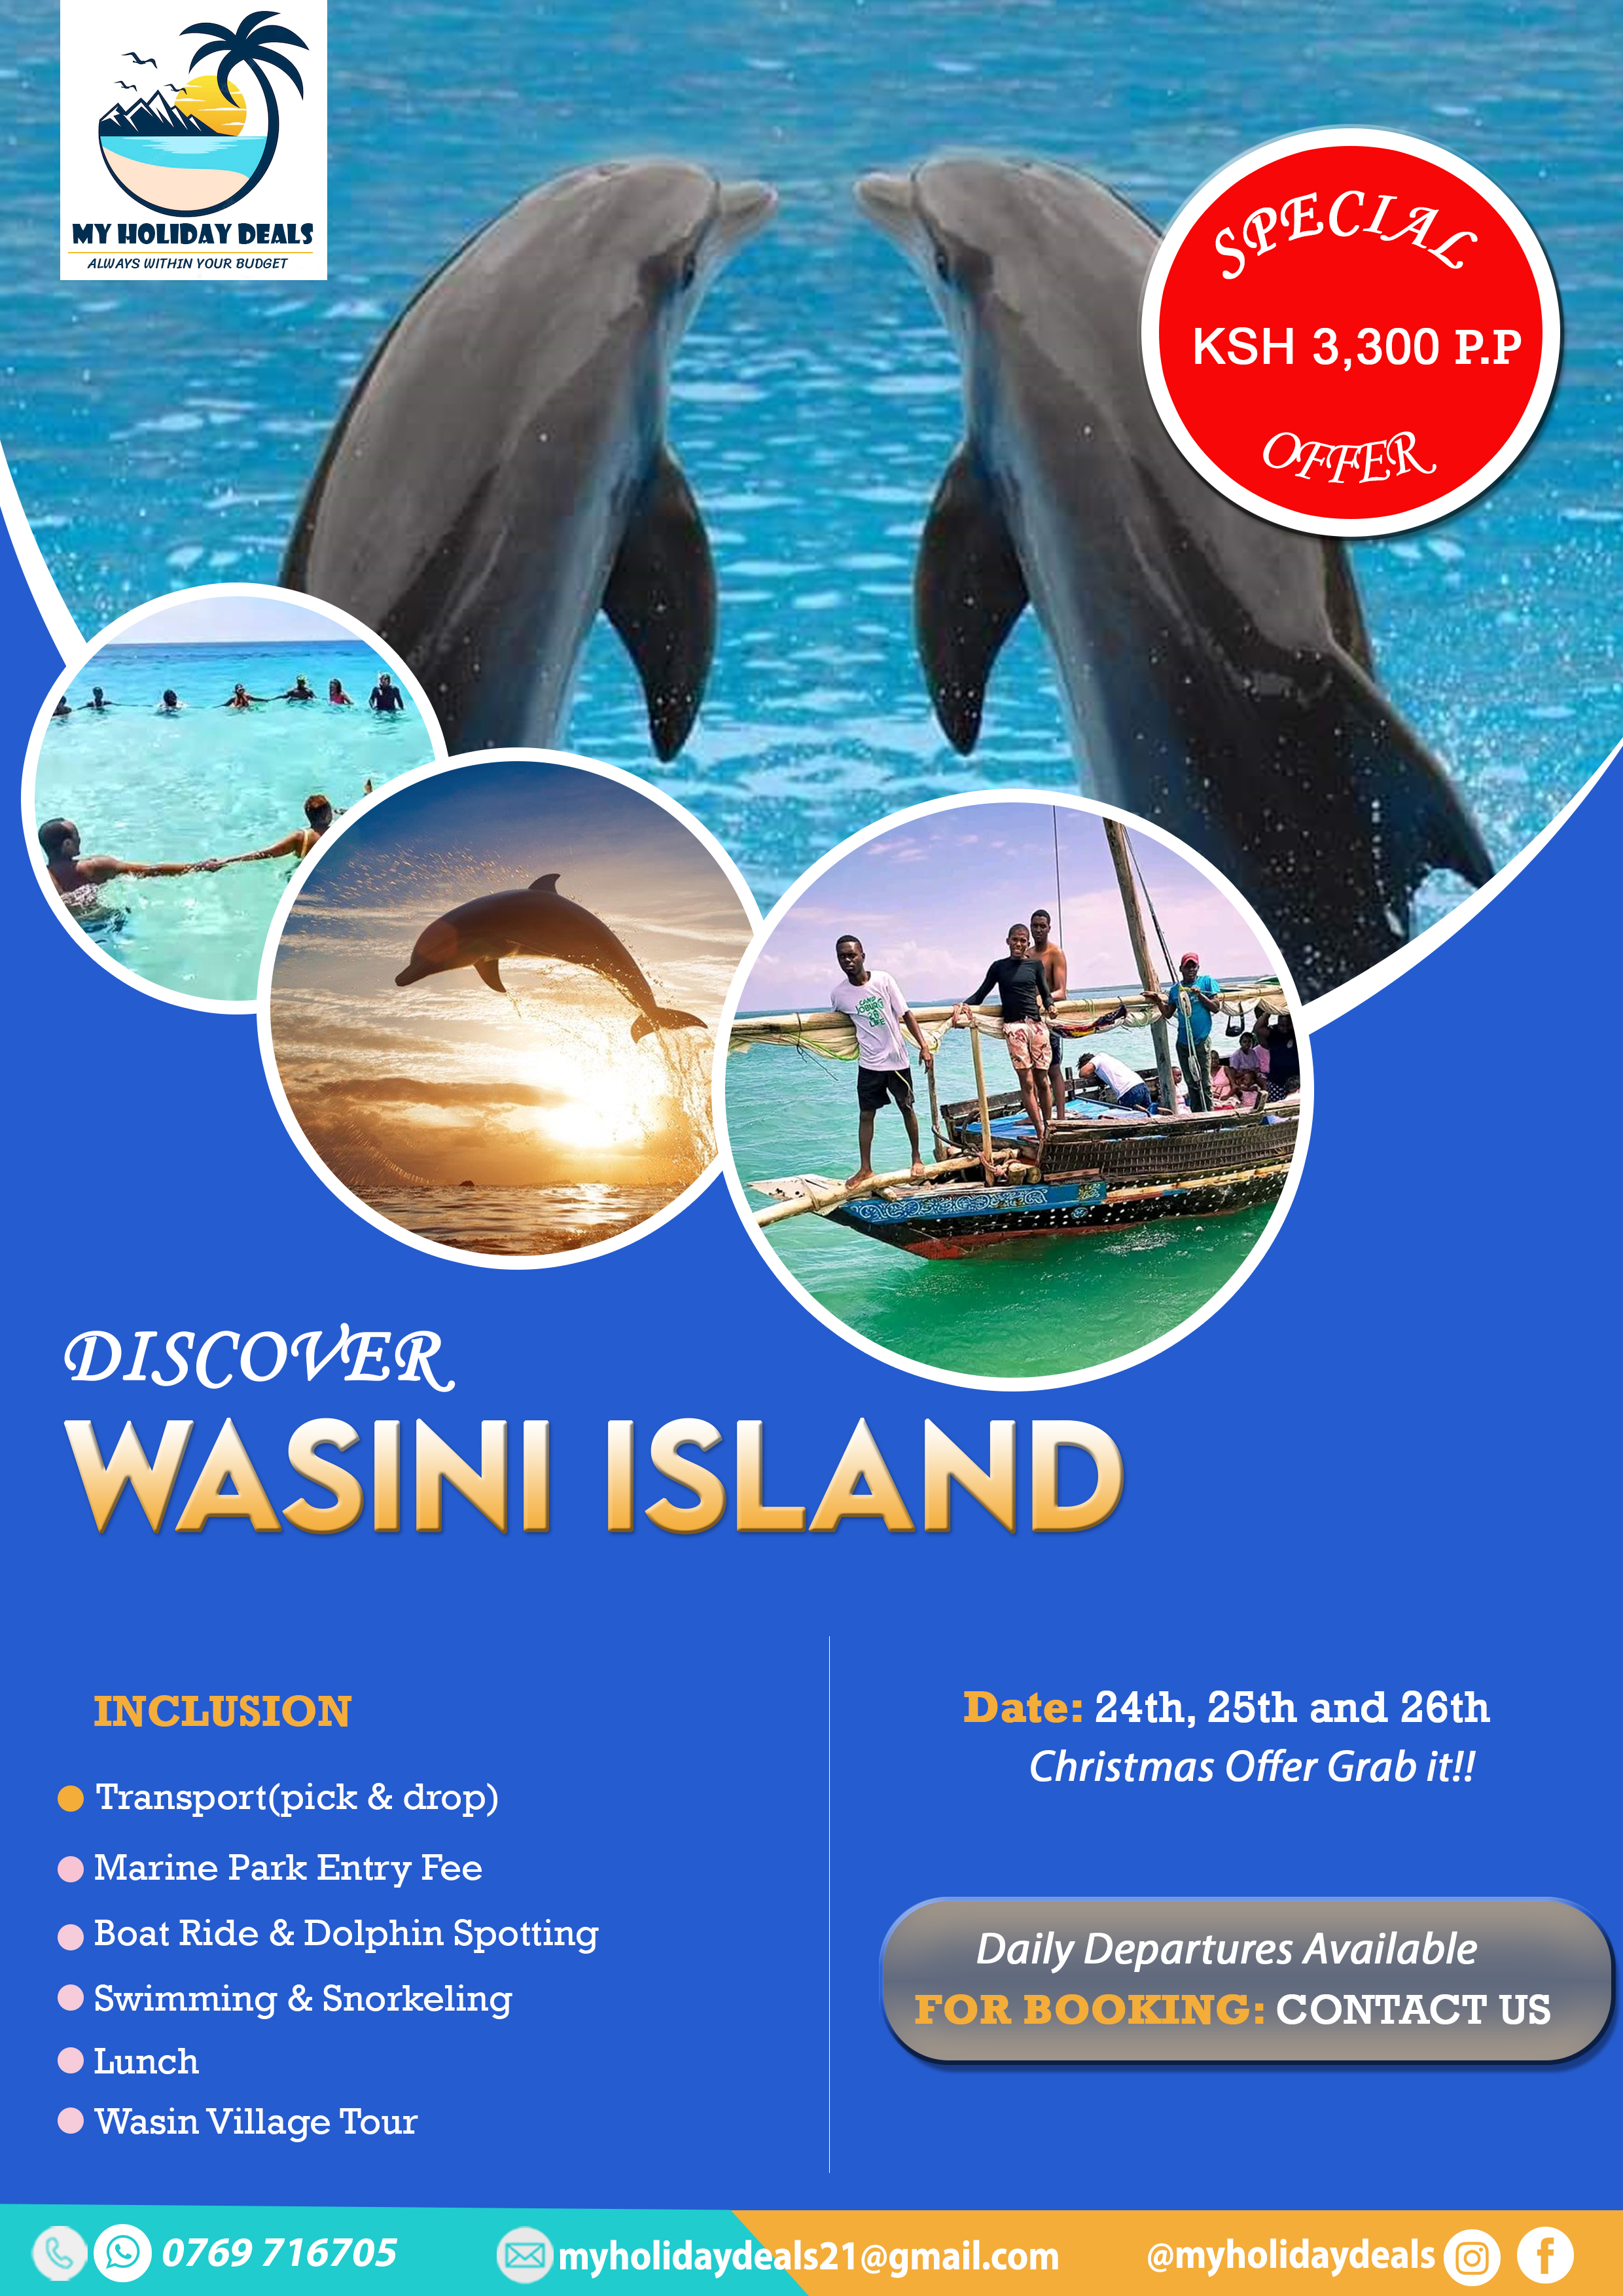 MY HOLIDAY DEALS
ALWAYS WITHIN YOUR BUDGET
SPECIAL
KSH 3,300 P.P
OFFER
DISCOVER
WASINI ISLAND
INCLUSION
Transport(pick & drop)
Marine Park Entry Fee
Boat Ride & Dolphin Spotting
Swimming & Snorkeling
Lunch
Wasin Village Tour
Date: 24th, 25th and 26th
Christmas Offer Grab it!!
Daily Departures Available
FOR BOOKING: CONTACT US
0769 716705
myholidaydeals21@gmail.com
@myholidaydeals